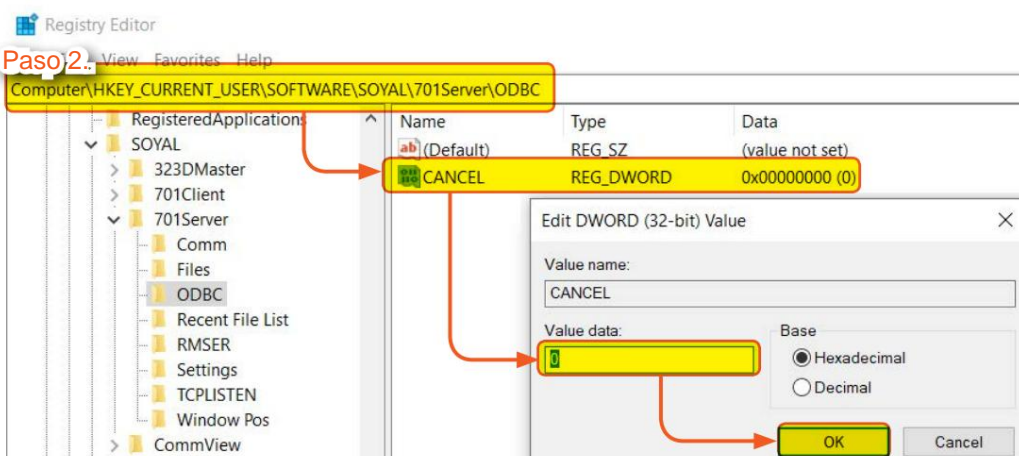 Registry Editor
Paso 2. View Favorites Help
Computer\HKEY_CURRENT_USER\SOFTWARE\SOYAL\701Server\ODBC
RegisteredApplications
SOYAL
323DMaster
701Client
701Server
Comm
Files
ODBC
Recent File List
RMSER
Settings
TCPLISTEN
Window Pos
CommView
Name Type Data
ab (Default) REG_SZ (value not set)
CANCEL REG_DWORD 0x00000000 (0)
Edit DWORD (32-bit) Value
Value name:
CANCEL
Value data: Base
0 Hexadecimal
Decimal
OK Cancel